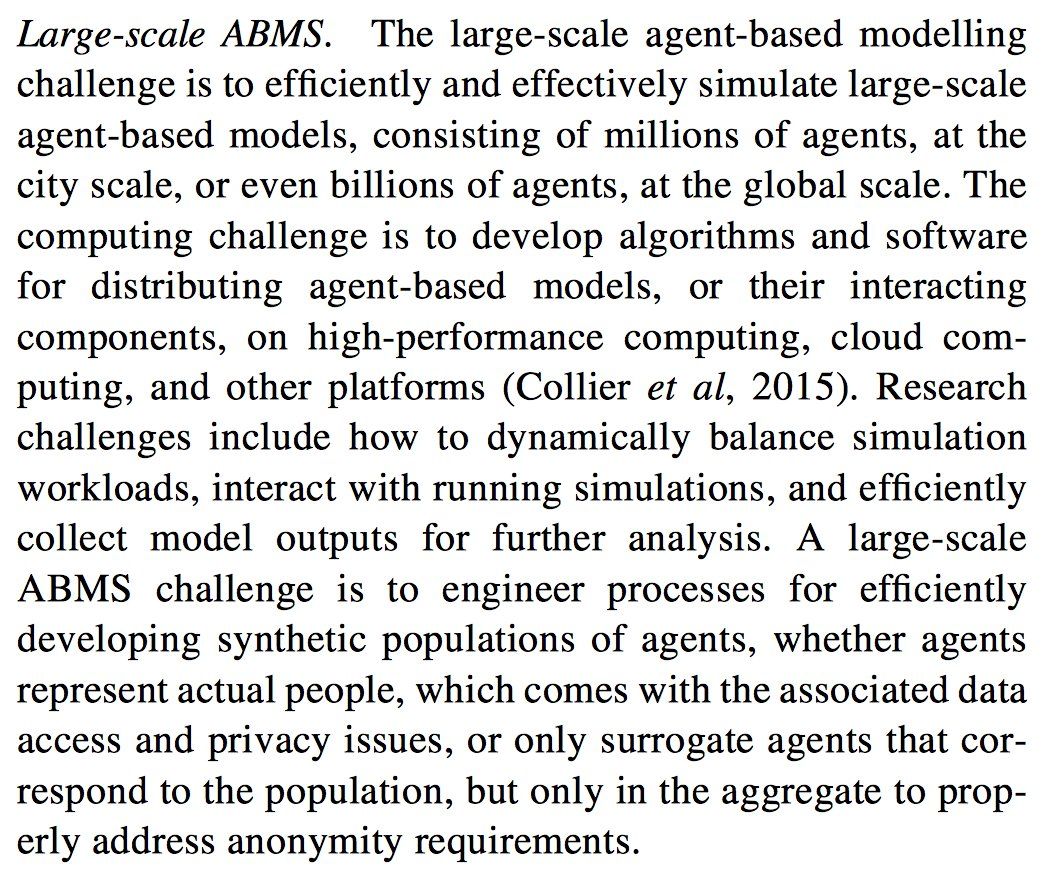 Large-scale ABMS. The large-scale agent-based modelling
challenge is to efficiently and effectively simulate large-scale
agent-based models, consisting of millions of agents, at the
city scale, or even billions of agents, at the global scale. The
computing challenge is to develop algorithms and software
for distributing agent-based models, or their interacting
components, on high-performance computing, cloud com-
puting, and other platforms (Collier et al, 2015). Research
challenges include how to dynamically balance simulation
workloads, interact with running simulations, and efficiently
collect model outputs for further analysis. A large-scale
ABMS challenge is to engineer processes for efficiently
developing synthetic populations of agents, whether agents
represent actual people, which comes with the associated data
access and privacy issues, or only surrogate agents that cor-
respond to the population, but only in the aggregate to prop-
erly address anonymity requirements.